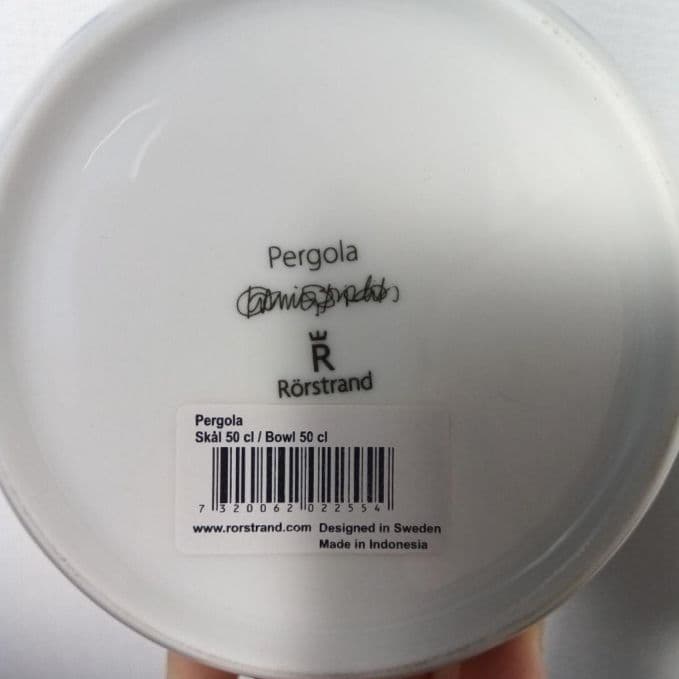 Pergola
R
Rörstrand
Pergola
Skål 50 cl / Bowl 50 cl
7 320062 022554
www.rorstrand.com Designed in Sweden
Made in Indonesia